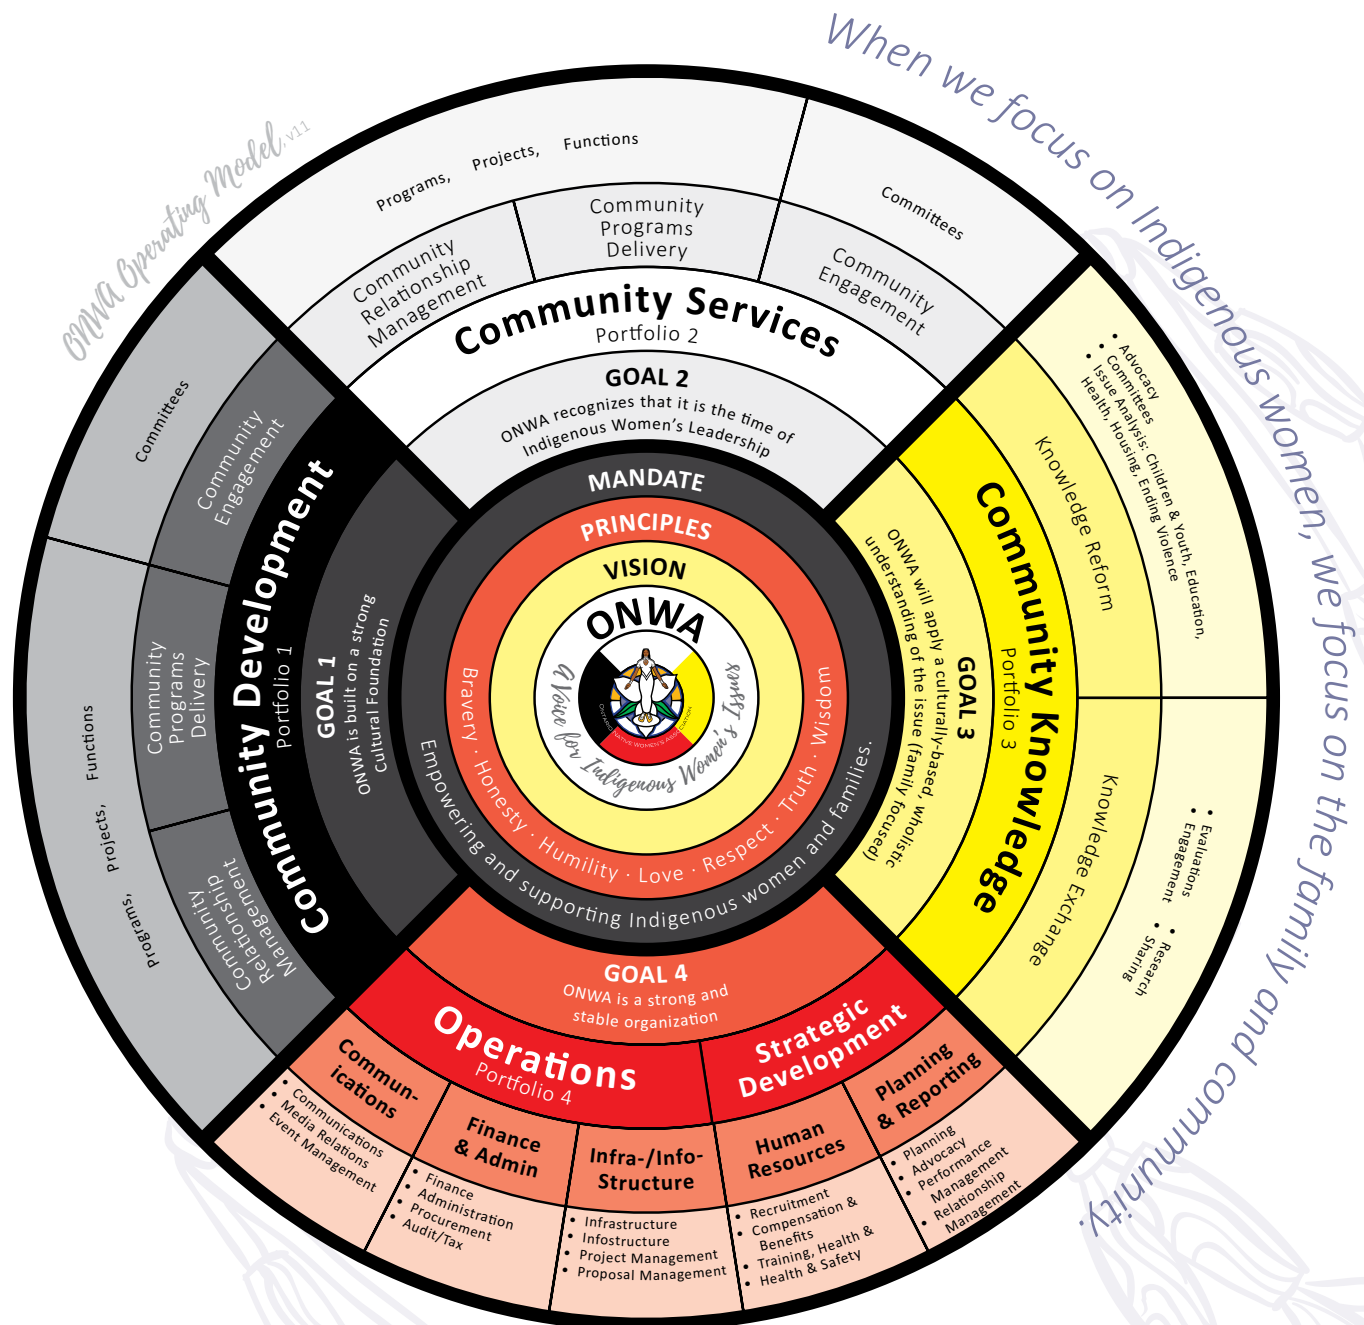 When we focus on Indigenous women, we focus on the family and community.
ONWA Operating Model, v11
Programs, Projects, Functions
Committees
Community
Relationship
Management
Community
Programs
Delivery
Community
Engagement
Community Services
Portfolio 2
GOAL 2
ONWA recognizes that it is the time of
Indigenous Women's Leadership
MANDATE
PRINCIPLES
VISION
ONWA
A Voice for Indigenous Women's Issues
ONTARIO NATIVE WOMEN'S ASSOCIATION
Bravery · Honesty · Humility · Love · Respect · Truth · Wisdom
Empowering and supporting Indigenous women and families.
Committees
Programs, Projects, Functions
Community
Engagement
Community
Programs
Delivery
Community
Relationship
Management
Community Development
Portfolio 1
GOAL 1
ONWA is built on a strong
Cultural Foundation
GOAL 3
ONWA will apply a culturally-based, wholistic
understanding of the issue (family focused)
Community Knowledge
Portfolio 3
Knowledge Reform
Knowledge Exchange
• Advocacy
• Committees
• Issue Analysis: Children & Youth, Education,
Health, Housing, Ending Violence
• Evaluations
• Engagement
• Research
• Sharing
GOAL 4
ONWA is a strong and
stable organization
Operations
Portfolio 4
Strategic
Development
Commun-
ications
Finance
& Admin
Infra-/Info-
Structure
Human
Resources
Planning
& Reporting
• Communications
• Media Relations
• Event Management
• Finance
• Administration
• Procurement
• Audit/Tax
• Infrastructure
• Infostructure
• Project Management
• Proposal Management
• Recruitment
• Compensation &
Benefits
• Training, Health &
• Health & Safety
• Planning
• Advocacy
• Performance
Management
• Relationship
Management